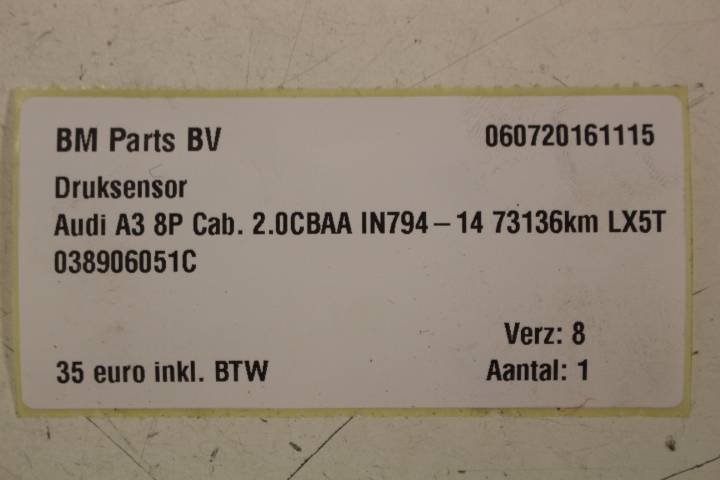 BM Parts BV 060720161115
Druksensor
Audi A3 8P Cab. 2.0CBAA IN794-14 73136km LX5T
038906051C
Verz: 8
35 euro inkl. BTW Aantal: 1